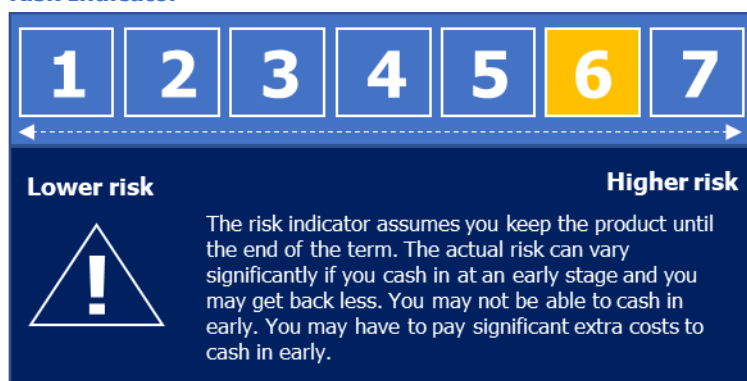 1 2 3 4 5 6 7
Lower risk
Higher risk
!
The risk indicator assumes you keep the product until
the end of the term. The actual risk can vary
significantly if you cash in at an early stage and you
may get back less. You may not be able to cash in
early. You may have to pay significant extra costs to
cash in early.